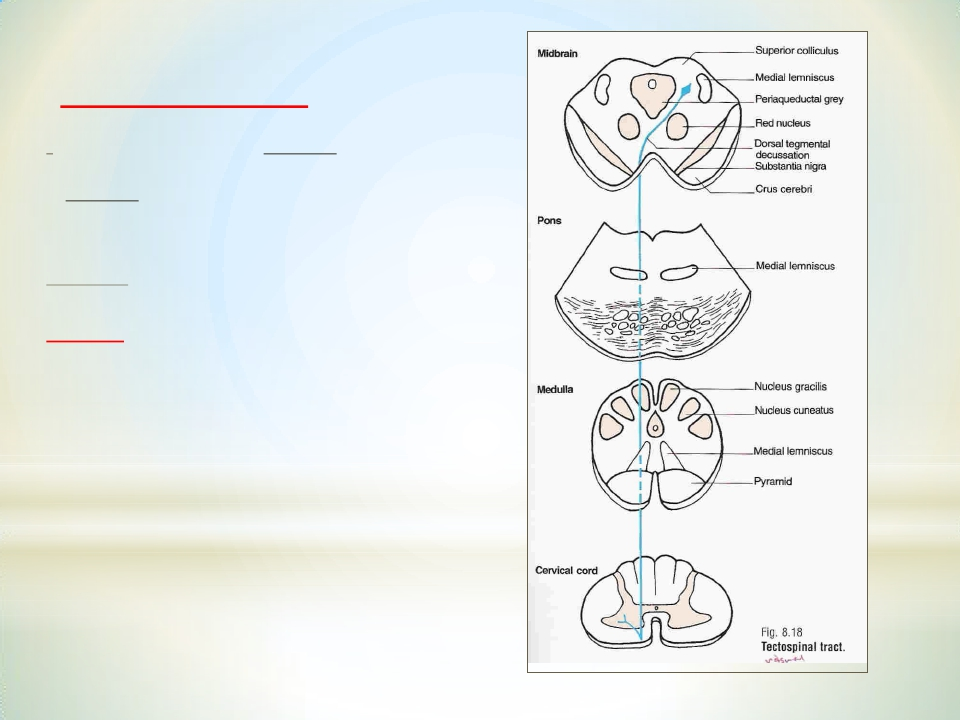 Midbrain
Superior colliculus
Medial lemniscus
Periaqueductal grey
Red nucleus
Dorsal tegmental
decussation
Substantia nigra
Crus cerebri
Pons
Medial lemniscus
Medulla
Nucleus gracilis
Nucleus cuneatus
Medial lemniscus
Pyramid
Cervical cord
Fig. 8.18
Tectospinal tract.
visual